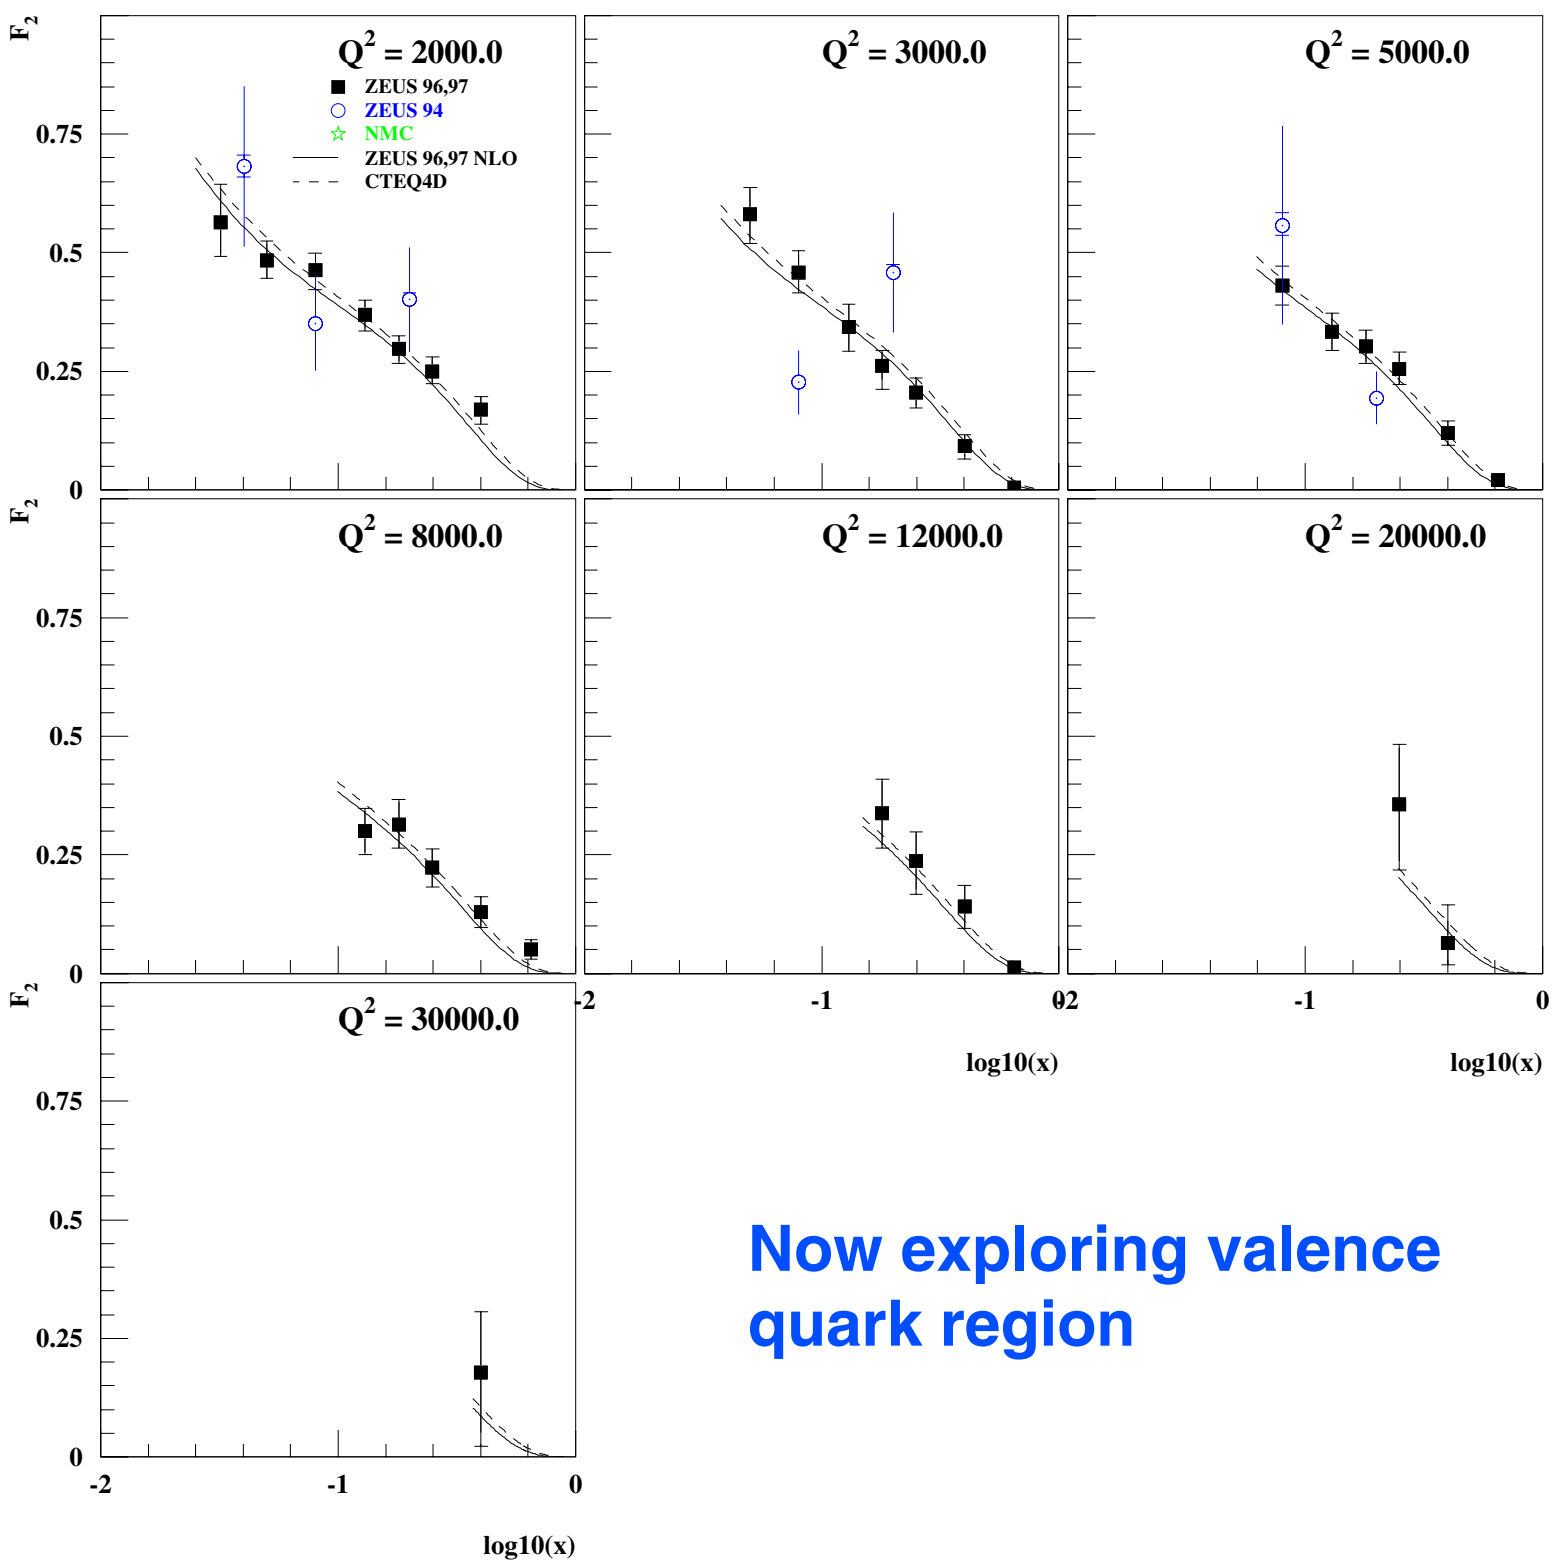 F2
Q2 = 2000.0
ZEUS 96,97
ZEUS 94
NMC
ZEUS 96,97 NLO
CTEQ4D
Q2 = 3000.0
Q2 = 5000.0
0.75
0.5
0.25
0
F2
Q2 = 8000.0
Q2 = 12000.0
Q2 = 20000.0
0.75
0.5
0.25
0
-2
-1
0
-2
-1
0
log10(x)
log10(x)
F2
Q2 = 30000.0
0.75
0.5
0.25
0
-2
-1
0
log10(x)
Now exploring valence
quark region